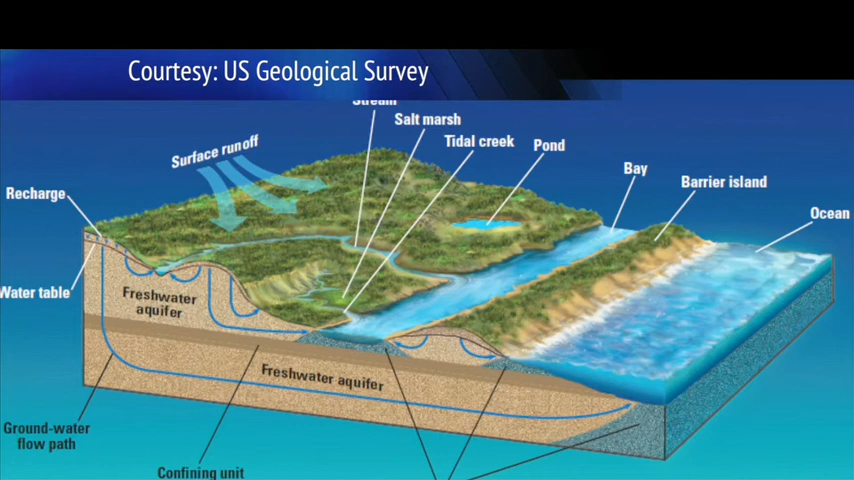 Courtesy: US Geological Survey
Stream
Salt marsh
Tidal creek
Pond
Surface runoff
Bay
Barrier island
Recharge
Ocean
Water table
Freshwater
aquifer
Freshwater aquifer
Ground-water
flow path
Confining unit